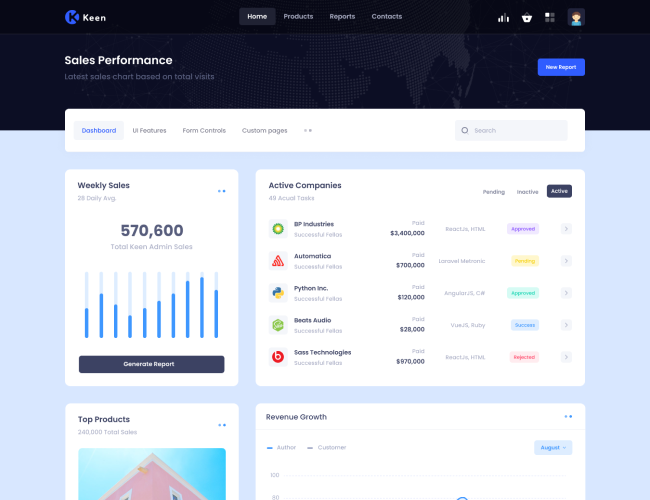 Keen
Home
Products
Reports
Contacts
Sales Performance
Latest sales chart based on total visits
New Report
Dashboard
UI Features
Form Controls
Custom pages
Search
Weekly Sales
28 Daily Avg.
570,600
Total Keen Admin Sales
Generate Report
Active Companies
49 Acual Tasks
Pending
Inactive
Active
BP Industries
Successful Fellas
Paid
$3,400,000
ReactJs, HTML
Approved
Automatica
Successful Fellas
Paid
$700,000
Laravel Metronic
Pending
Python Inc.
Successful Fellas
Paid
$120,000
AngularJS, C#
Approved
Beats Audio
Successful Fellas
Paid
$28,000
VueJS, Ruby
Success
Sass Technologies
Successful Fellas
Paid
$970,000
ReactJs, HTML
Rejected
Top Products
240,000 Total Sales
Revenue Growth
Author
Customer
August
100
80